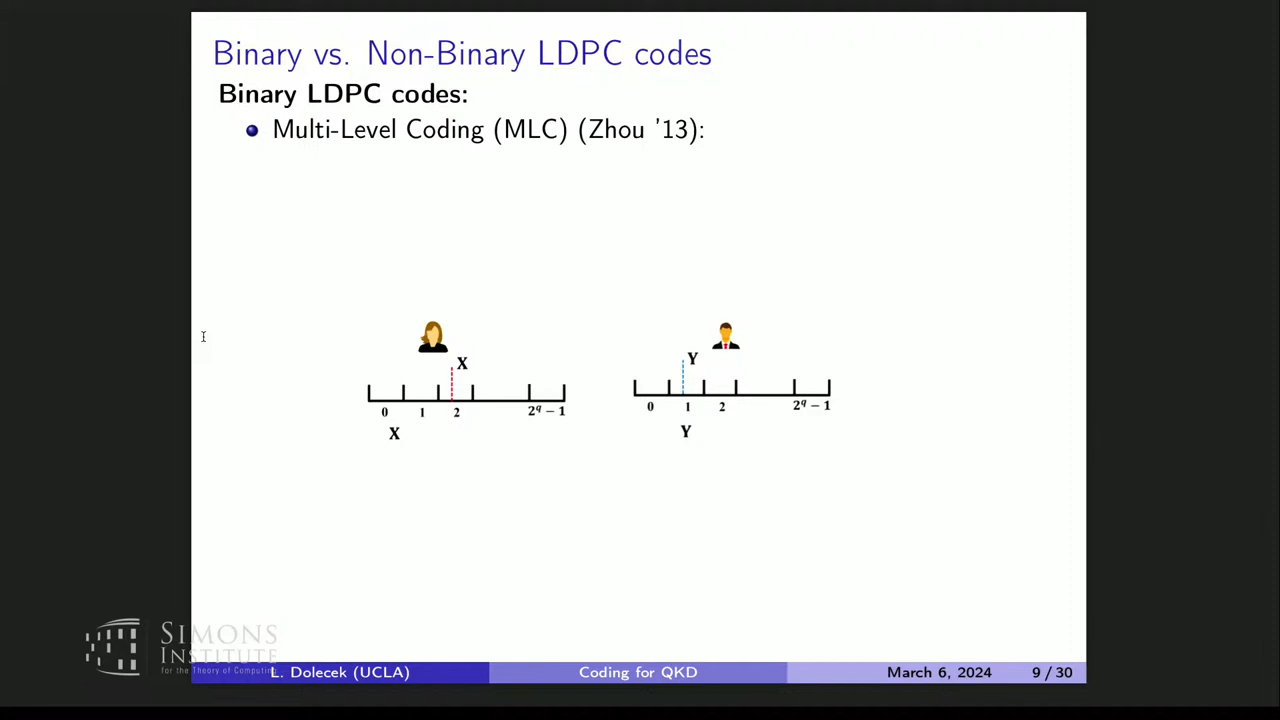 Binary vs. Non-Binary LDPC codes
Binary LDPC codes:
Multi-Level Coding (MLC) (Zhou '13):
X
0 1 2 2^q − 1
X
Y
0 1 2 2^q − 1
Y
SIMONS
INSTITUTE
for the Theory of Computing
L. Dolecek (UCLA) Coding for QKD March 6, 2024 9 / 30